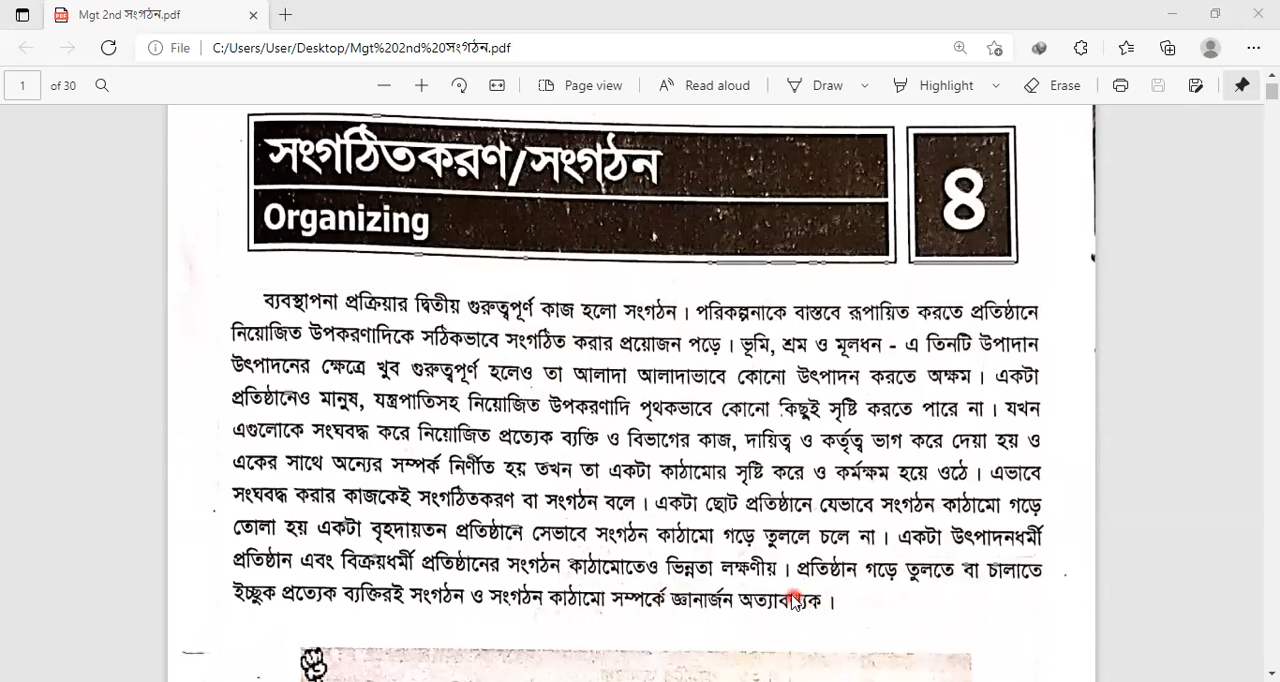 Mgt 2nd সংগঠন.pdf
File C:/Users/User/Desktop/Mgt%202nd%20সংগঠন.pdf
1 of 30 Page view Read aloud Draw Highlight Erase
সংগঠিতকরণ/সংগঠন
Organizing
৪
ব্যবস্থাপনা প্রক্রিয়ার দ্বিতীয় গুরুত্বপূর্ণ কাজ হলো সংগঠন। পরিকল্পনাকে বাস্তবে রূপায়িত করতে প্রতিষ্ঠানে
নিয়োজিত উপকরণাদিকে সঠিকভাবে সংগঠিত করার প্রয়োজন পড়ে। ভূমি, শ্রম ও মূলধন - এ তিনটি উপাদান
উৎপাদনের ক্ষেত্রে খুব গুরুত্বপূর্ণ হলেও তা আলাদা আলাদাভাবে কোনো উৎপাদন করতে অক্ষম। একটা
প্রতিষ্ঠানেও মানুষ, যন্ত্রপাতিসহ নিয়োজিত উপকরণাদি পৃথকভাবে কোনো কিছুই সৃষ্টি করতে পারে না। যখন
এগুলোকে সংঘবদ্ধ করে নিয়োজিত প্রত্যেক ব্যক্তি ও বিভাগের কাজ, দায়িত্ব ও কর্তৃত্ব ভাগ করে দেয়া হয় ও
একের সাথে অন্যের সম্পর্ক নির্ণীত হয় তখন তা একটা কাঠামোর সৃষ্টি করে ও কর্মক্ষম হয়ে ওঠে। এভাবে
সংঘবদ্ধ করার কাজকেই সংগঠিতকরণ বা সংগঠন বলে। একটা ছোট প্রতিষ্ঠানে যেভাবে সংগঠন কাঠামো গড়ে
তোলা হয় একটা বৃহদায়তন প্রতিষ্ঠানে সেভাবে সংগঠন কাঠামো গড়ে তুললে চলে না। একটা উৎপাদনধর্মী
প্রতিষ্ঠান এবং বিক্রয়ধর্মী প্রতিষ্ঠানের সংগঠন কাঠামোতেও ভিন্নতা লক্ষণীয়। প্রতিষ্ঠান গড়ে তুলতে বা চালাতে
ইচ্ছুক প্রত্যেক ব্যক্তিরই সংগঠন ও সংগঠন কাঠামো সম্পর্কে জ্ঞানার্জন অত্যাবশ্যক।